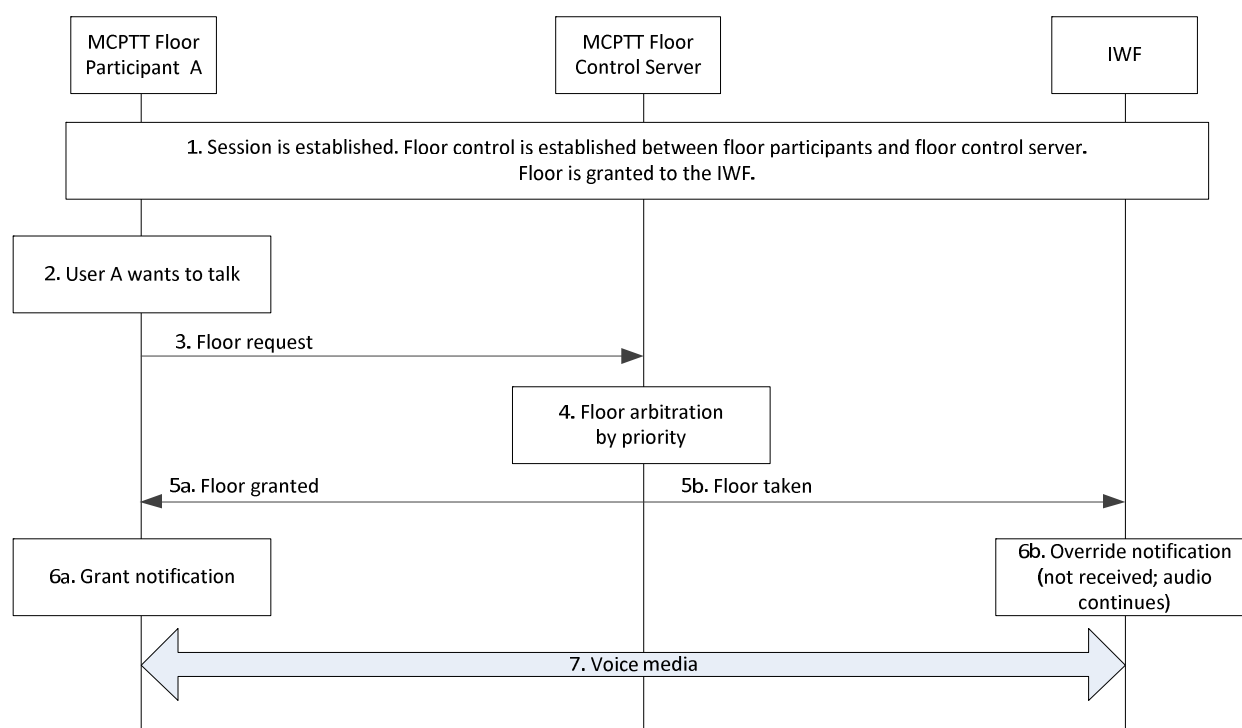 MCPTT Floor
Participant A
MCPTT Floor
Control Server
IWF
1. Session is established. Floor control is established between floor participants and floor control server.
Floor is granted to the IWF.
2. User A wants to talk
3. Floor request
4. Floor arbitration
by priority
5a. Floor granted
5b. Floor taken
6a. Grant notification
6b. Override notification
(not received; audio
continues)
7. Voice media